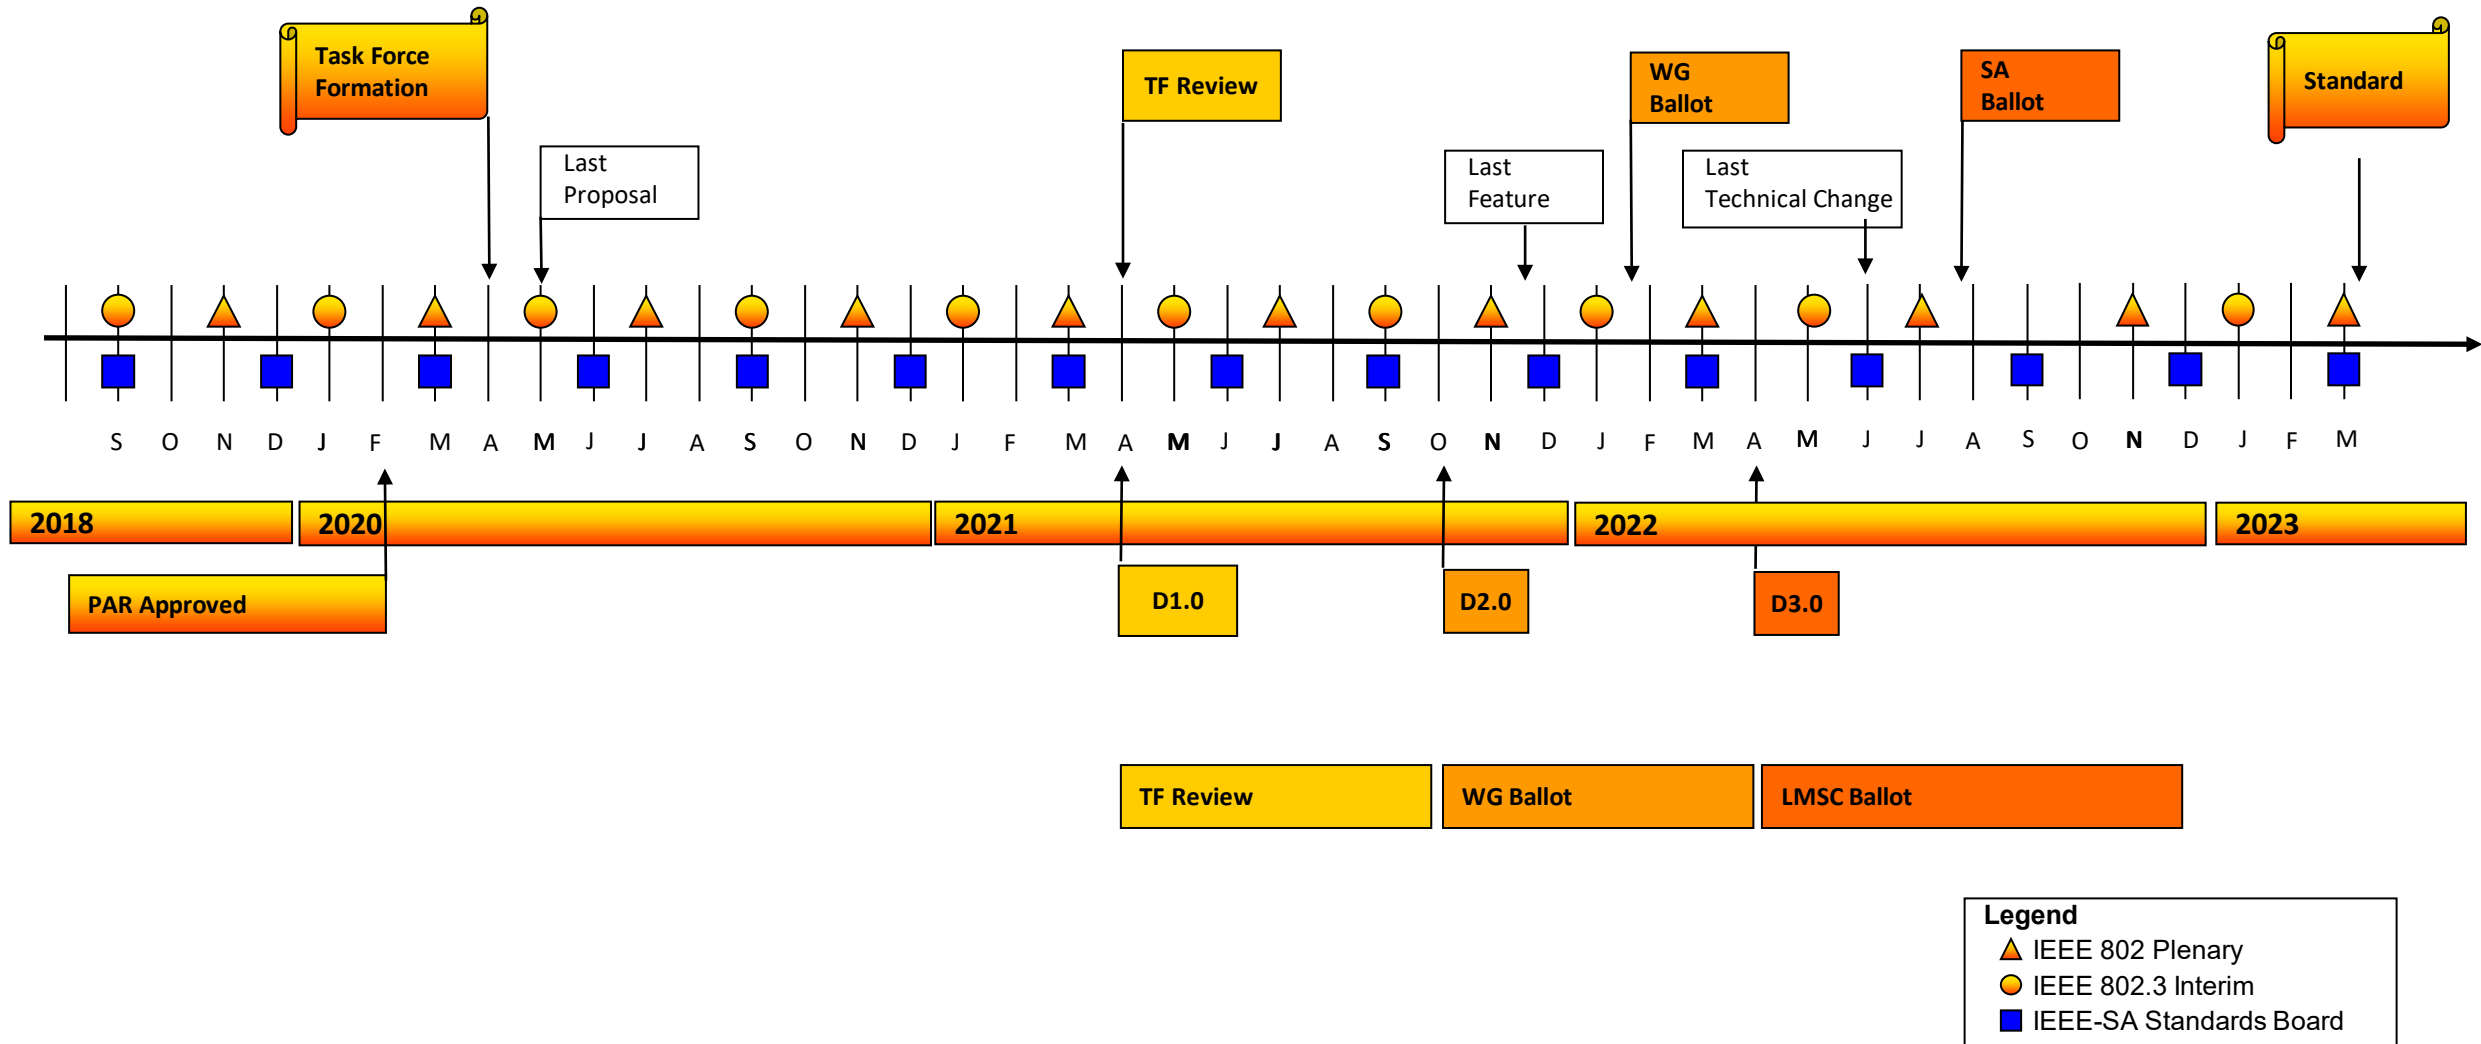 Task Force
Formation
TF Review
WG
Ballot
SA
Ballot
Standard
Last
Proposal
Last
Feature
Last
Technical Change
S O N D J F M A M J J A S O N D J F M A M J J A S O N D J F M A M J J A S O N D J F M
2018 2020 2021 2022 2023
PAR Approved
D1.0
D2.0
D3.0
TF Review
WG Ballot
LMSC Ballot
Legend
IEEE 802 Plenary
IEEE 802.3 Interim
IEEE-SA Standards Board